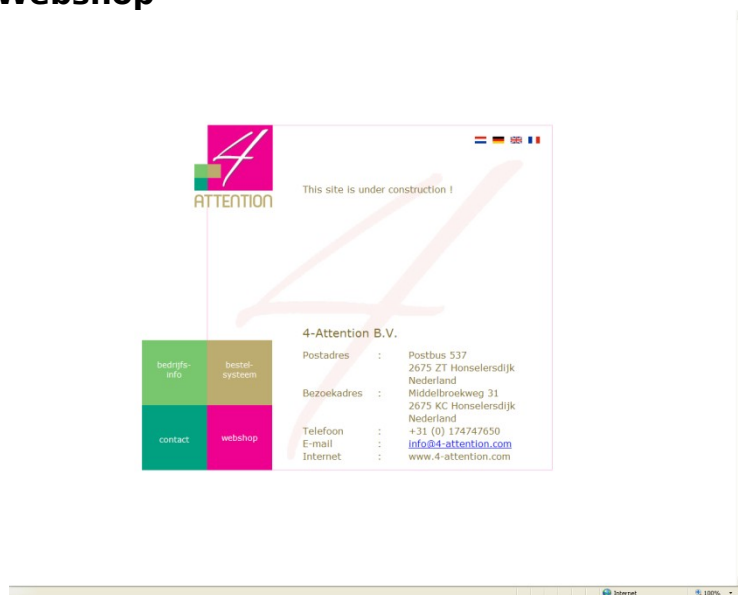 Webshop
4
ATTENTION
This site is under construction !
4-Attention B.V.
Postadres : Postbus 537
2675 ZT Honselersdijk
Nederland
Bezoekadres : Middelbroekweg 31
2675 KC Honselersdijk
Nederland
Telefoon : +31 (0) 174747650
E-mail : info@4-attention.com
Internet : www.4-attention.com
bedrijfs-
info
bestel-
systeem
contact
webshop
Internet
100%